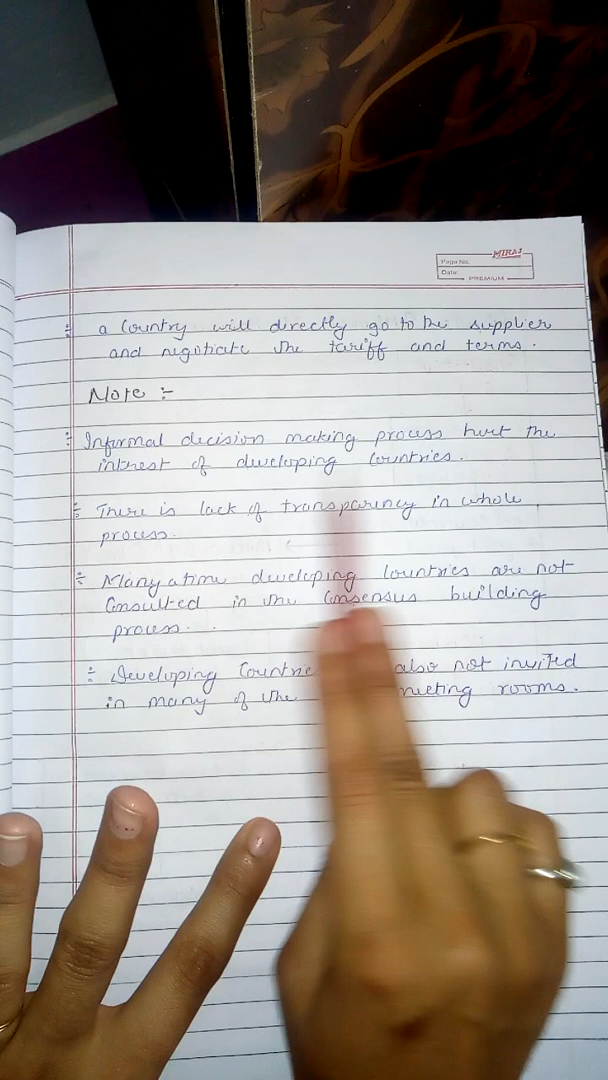 MIRAJ
Page No.
Date:
PREMIUM
÷ a Country will directly go to the supplier
and negotiate the tariff and terms.
Note :-
÷ Informal decision making process hurt the
intrest of developing Countries.
÷ There is lack of transparency in whole
process.
÷ Many a time developing Countries are not
Consulted in the Consensus building
process.
÷ Developing Countrie also not invited
in many of the meeting rooms.